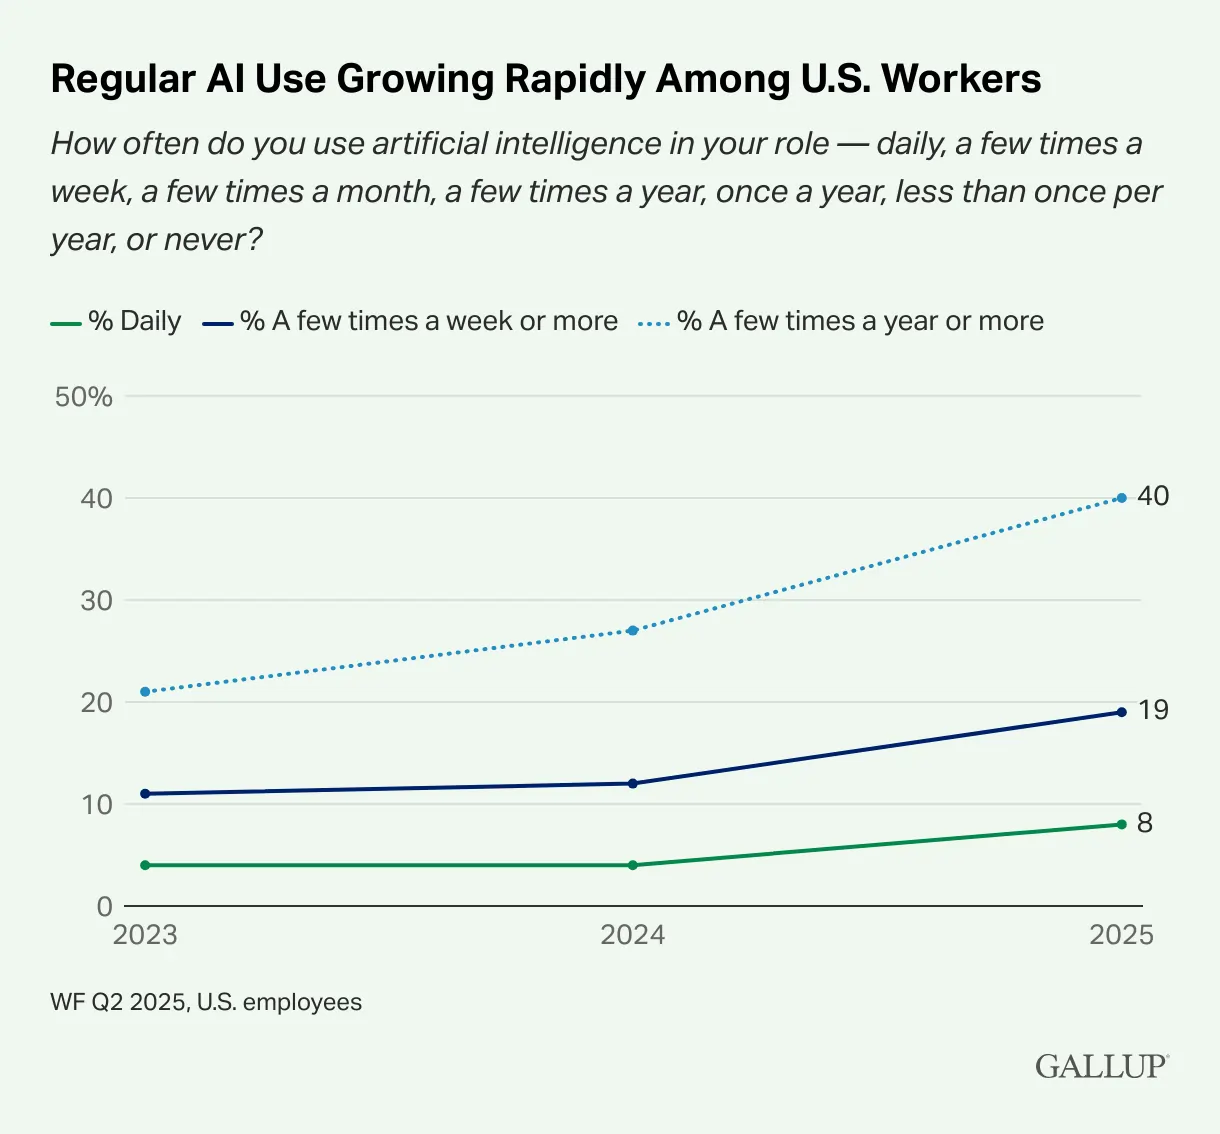 Regular AI Use Growing Rapidly Among U.S. Workers
How often do you use artificial intelligence in your role — daily, a few times a
week, a few times a month, a few times a year, once a year, less than once per
year, or never?
% Daily % A few times a week or more % A few times a year or more
50%
40
40
30
20
19
10
8
0
2023 2024 2025
WF Q2 2025, U.S. employees
GALLUP®